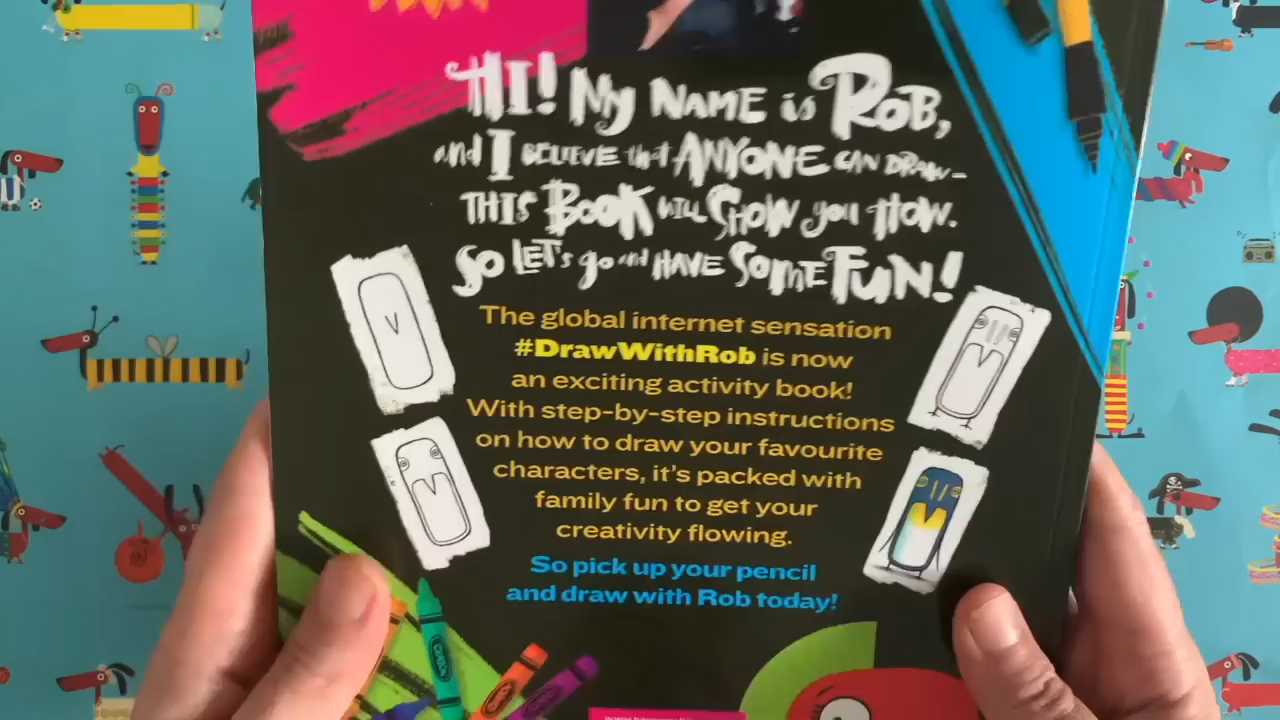 HI! My NAME is ROB,
and I BELIEVE that ANYONE CAN DRAW-
THIS BOOK WILL SHOW you HOW.
SO LET's go and HAVE SOME FUN!
The global internet sensation
#DrawWithRob is now
an exciting activity book!
With step-by-step instructions
on how to draw your favourite
characters, it's packed with
family fun to get your
creativity flowing.
So pick up your pencil
and draw with Rob today!